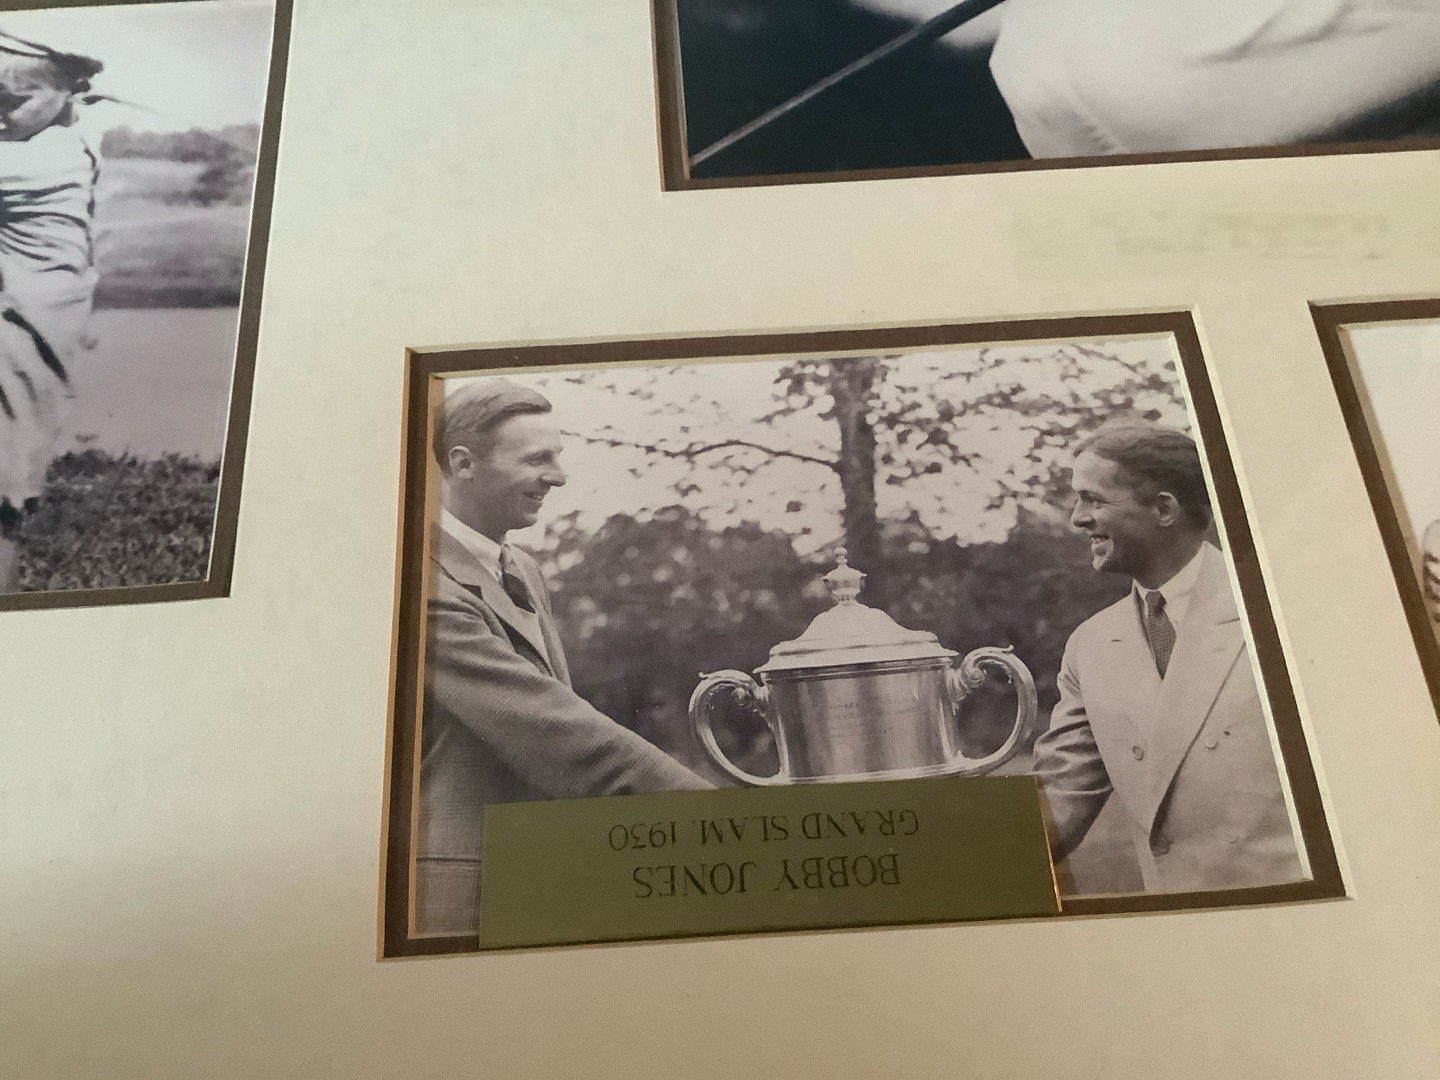 BOBBY JONES
GRAND SLAM, 1930